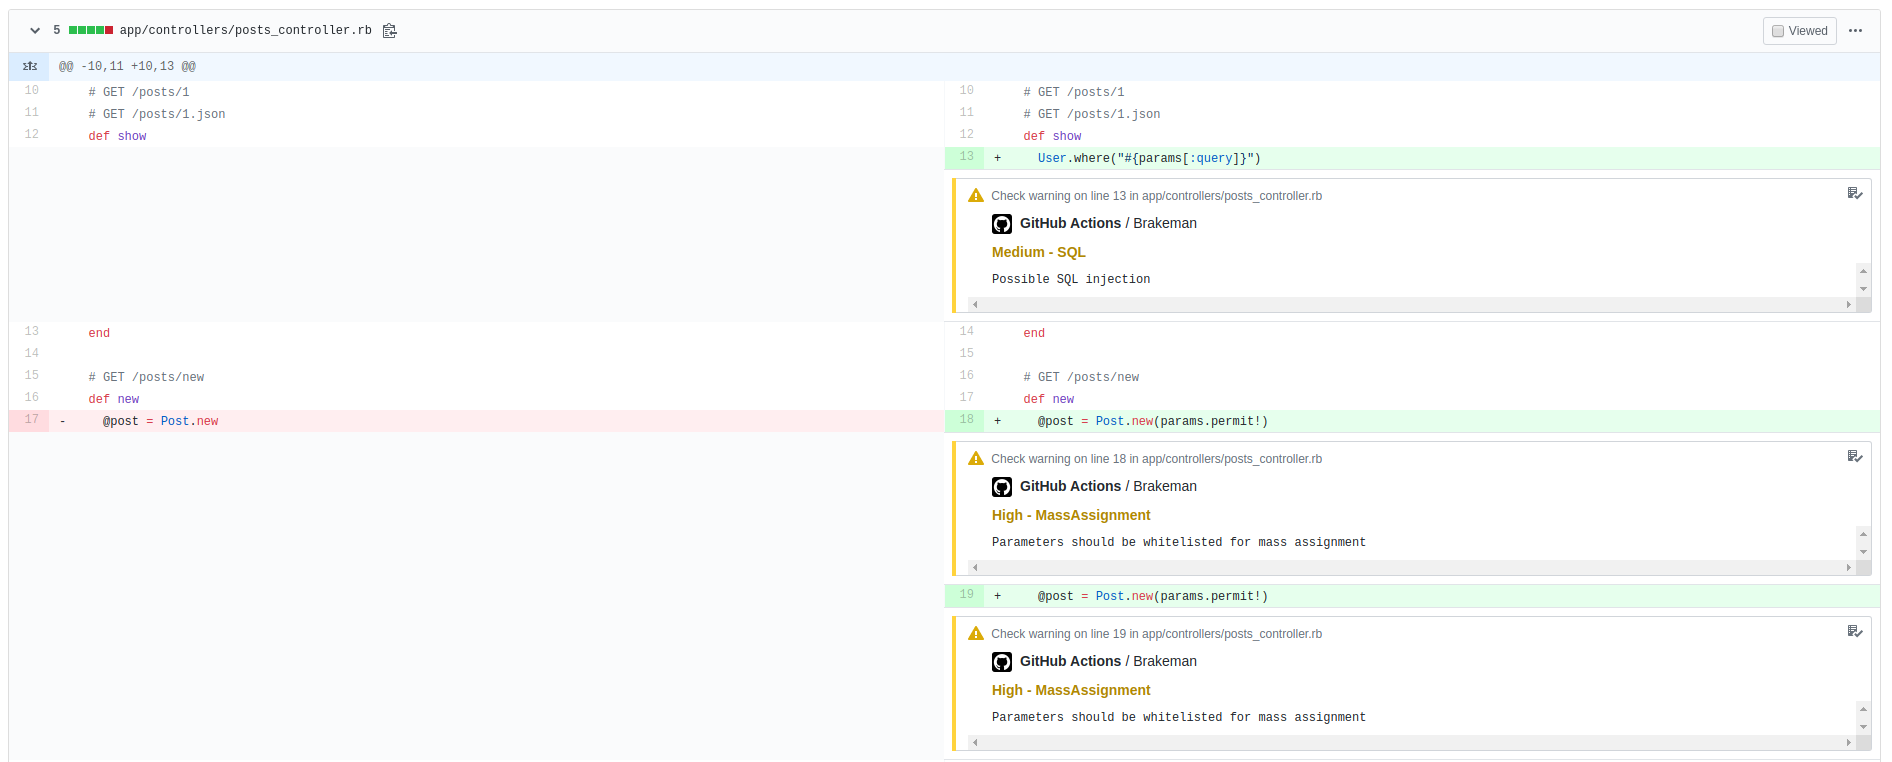 5 app/controllers/posts_controller.rb Viewed
@@ -10,11 +10,13 @@
10 # GET /posts/1 10 # GET /posts/1
11 # GET /posts/1.json 11 # GET /posts/1.json
12 def show 12 def show
13 + User.where("#{params[:query]}")
Check warning on line 13 in app/controllers/posts_controller.rb
GitHub Actions / Brakeman
Medium - SQL
Possible SQL injection
13 end 14 end
14 15
15 # GET /posts/new 16 # GET /posts/new
16 def new 17 def new
17 - @post = Post.new 18 + @post = Post.new(params.permit!)
Check warning on line 18 in app/controllers/posts_controller.rb
GitHub Actions / Brakeman
High - MassAssignment
Parameters should be whitelisted for mass assignment
19 + @post = Post.new(params.permit!)
Check warning on line 19 in app/controllers/posts_controller.rb
GitHub Actions / Brakeman
High - MassAssignment
Parameters should be whitelisted for mass assignment